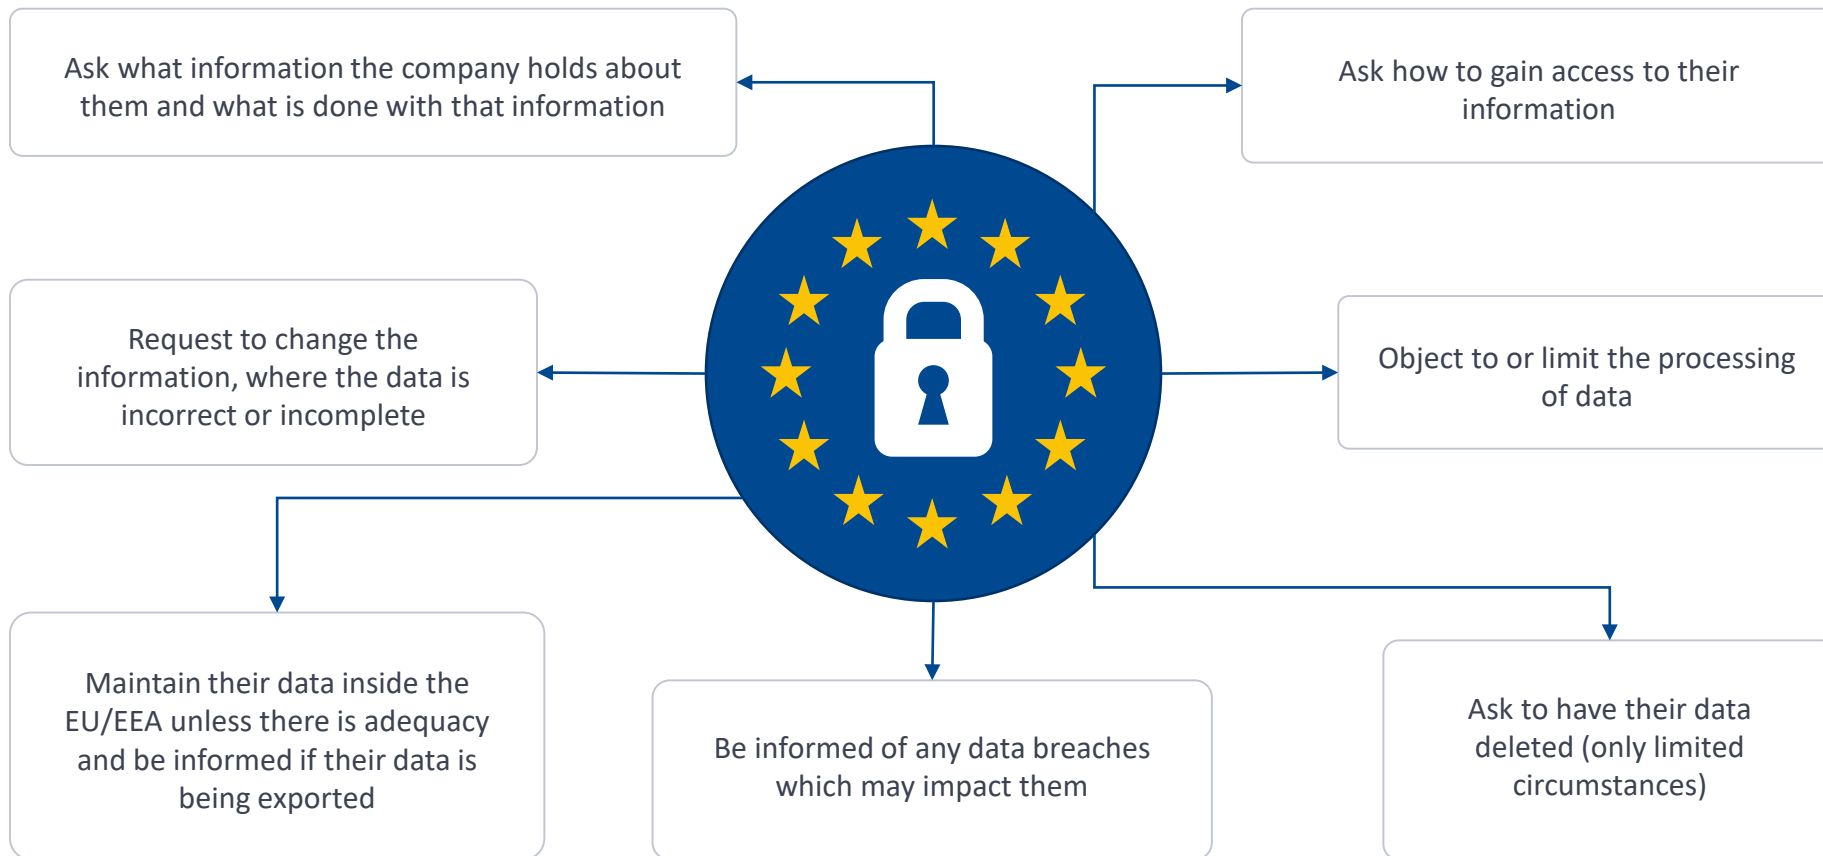 Ask what information the company holds about
them and what is done with that information
Ask how to gain access to their
information
Request to change the
information, where the data is
incorrect or incomplete
Object to or limit the processing
of data
Maintain their data inside the
EU/EEA unless there is adequacy
and be informed if their data is
being exported
Be informed of any data breaches
which may impact them
Ask to have their data
deleted (only limited
circumstances)